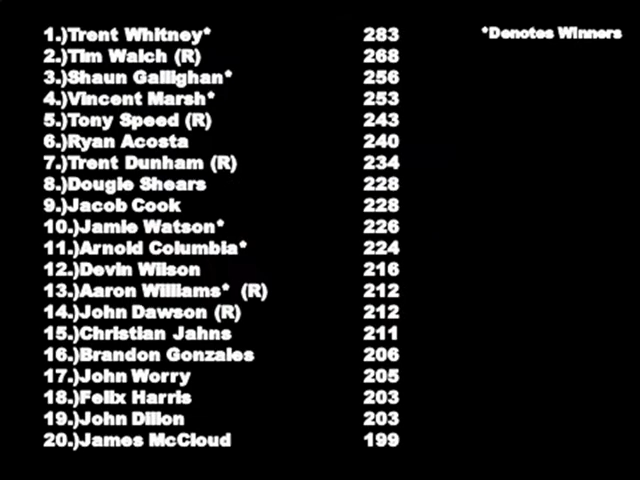 1.)Trent Whitney* 283 *Denotes Winners
2.)Tim Walch (R) 268
3.)Shaun Gallighan* 256
4.)Vincent Marsh* 253
5.)Tony Speed (R) 243
6.)Ryan Acosta 240
7.)Trent Dunham (R) 234
8.)Dougie Shears 228
9.)Jacob Cook 228
10.)Jamie Watson* 226
11.)Arnold Columbia* 224
12.)Devin Wilson 216
13.)Aaron Williams* (R) 212
14.)John Dawson (R) 212
15.)Christian Jahns 211
16.)Brandon Gonzales 206
17.)John Worry 205
18.)Felix Harris 203
19.)John Dillon 203
20.)James McCloud 199